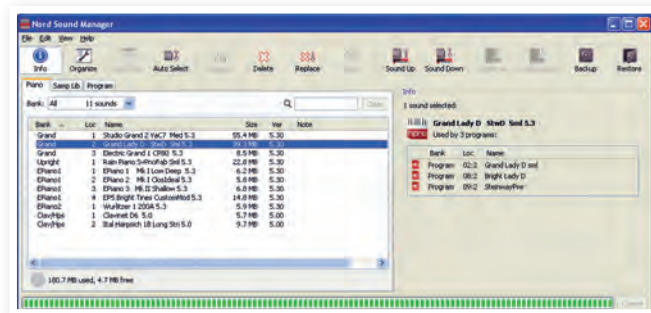 Nord Sound Manager
File Edit View Help
Info Organize Auto Select Delete Replace Sound Up Sound Down Backup Restore
Piano Samp Lib Program
Bank: All 11 sounds
Bank Loc Name Size Ver Note
Grand 1 Studio Grand 2 YaC7 Med 5.3 55.4 MB 5.30
Grand 2 Grand Lady D StwD Sml 5.3 39.3 MB 5.30
Grand 3 Electric Grand 1 CP80 5.3 8.5 MB 5.30
Upright 1 Rain Piano S-ProFab Sml 5.3 22.8 MB 5.30
EPiano1 1 EPiano 1 Mk I Low Deep 5.3 6.2 MB 5.30
EPiano1 2 EPiano 2 Mk I ClosIdeal 5.3 5.8 MB 5.30
EPiano1 3 EPiano 3 Mk II Shallow 5.3 6.8 MB 5.30
EPiano1 4 EP5 Bright Tines CustomMod 5.3 14.8 MB 5.30
EPiano2 1 Wurlitzer 1 200A 5.3 5.9 MB 5.30
Clav/Hps 1 Clavinet D6 5.0 5.7 MB 5.00
Clav/Hps 2 Ital Harpsich 1 8 Long Stri 5.0 9.7 MB 5.00
180.7 MB used, 4.7 MB free
Info
1 sound selected:
Grand Lady D StwD Sml 5.3
nord Used by 3 programs:
Bank Loc Name
Program 02:2 Grand Lady D sml
Program 08:2 Bright Lady D
Program 09:2
Cancel